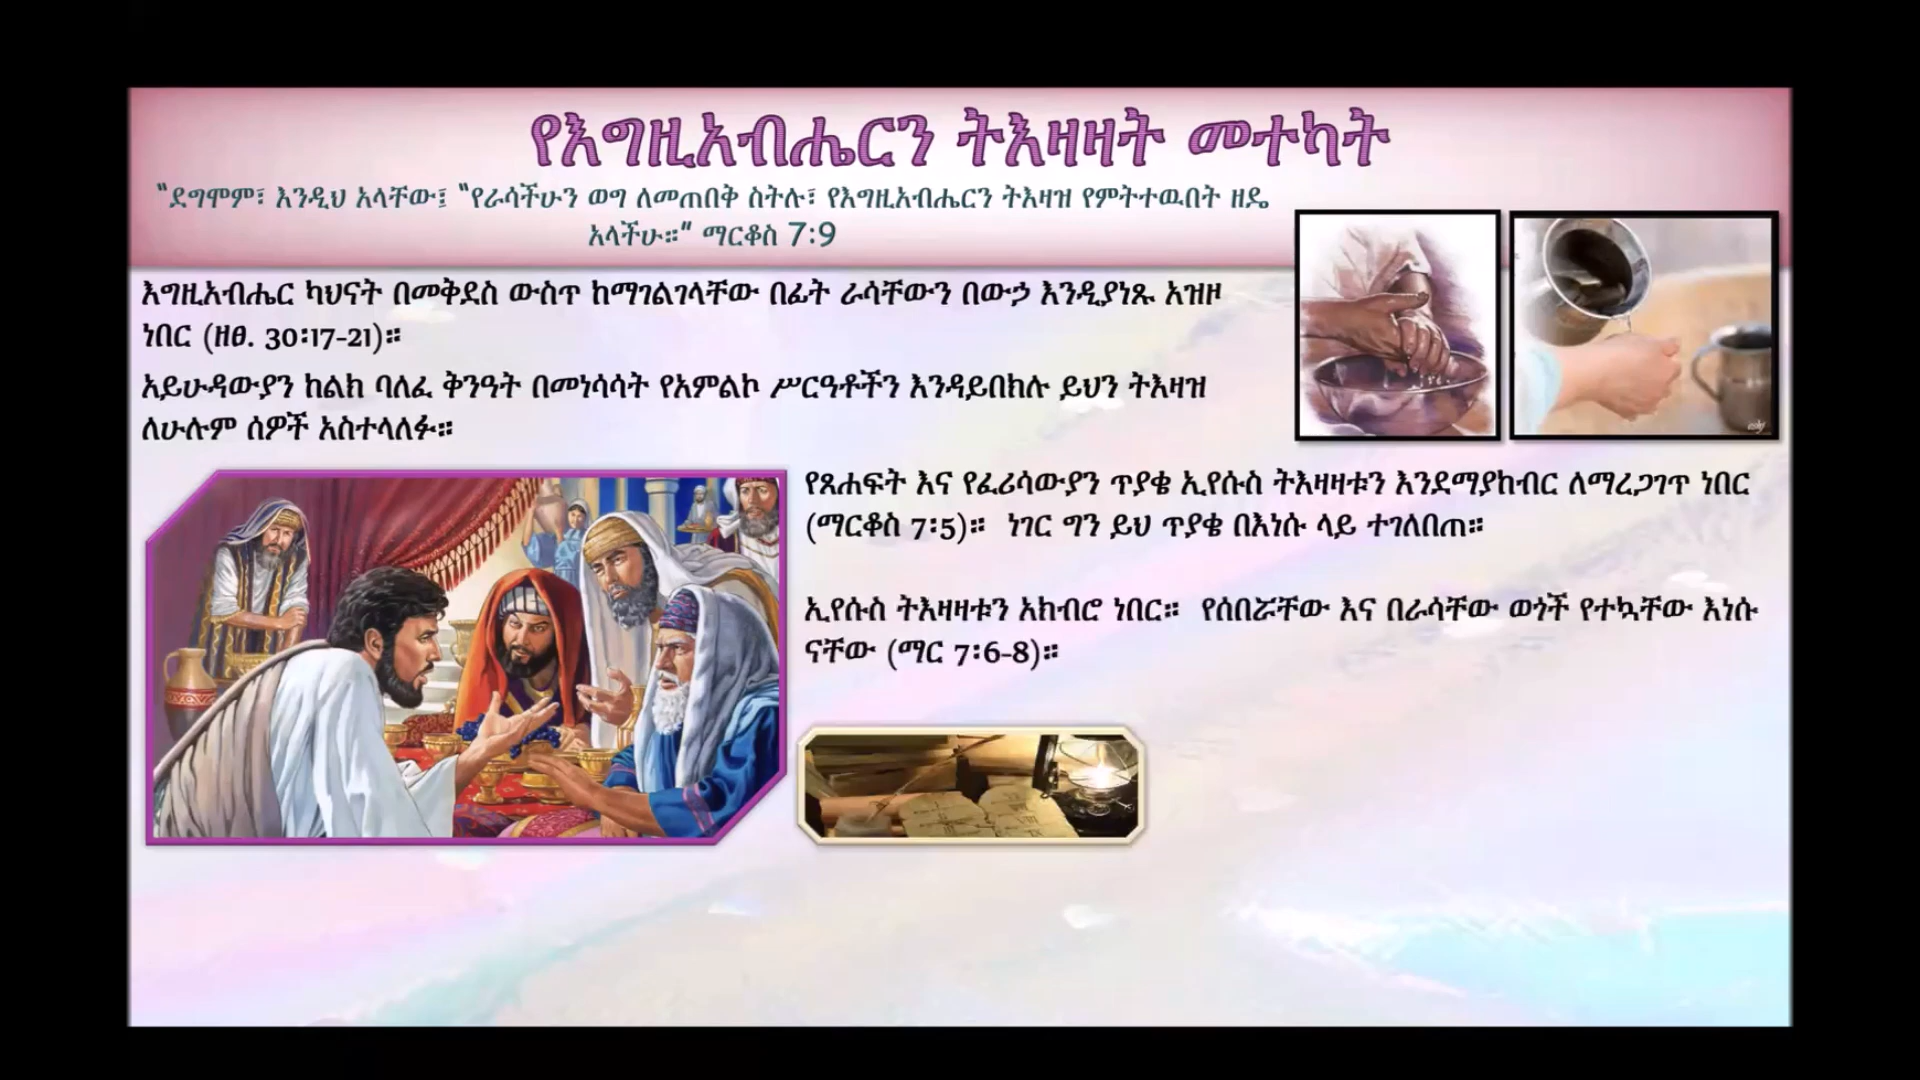 የእግዚአብሔርን ትእዛዛት መተካት
"ደግሞም፣ እንዲህ አላቸው፤ "የራሳችሁን ወግ ለመጠበቅ ስትሉ፣ የእግዚአብሔርን ትእዛዝ የምትተዉበት ዘዴ
አላችሁ።" ማርቆስ 7:9
እግዚአብሔር ካህናት በመቅደስ ውስጥ ከማገልገላቸው በፊት ራሳቸውን በውኃ እንዲያነጹ አዝዞ
ነበር (ዘፀ. 30፡17-21)።
አይሁዳውያን ከልክ ባለፈ ቅንዓት በመነሳሳት የአምልኮ ሥርዓቶችን እንዳይበክሉ ይህን ትእዛዝ
ለሁሉም ሰዎች አስተላለፉ።
የጸሐፍት እና የፈሪሳውያን ጥያቄ ኢየሱስ ትእዛዛቱን እንደማያከብር ለማረጋገጥ ነበር
(ማርቆስ 7፡5)። ነገር ግን ይህ ጥያቄ በእነሱ ላይ ተገለበጠ።
ኢየሱስ ትእዛዛቱን አክብሮ ነበር። የሰበሯቸው እና በራሳቸው ወጎች የተኳቸው እነሱ
ናቸው (ማር 7፡6-8)።